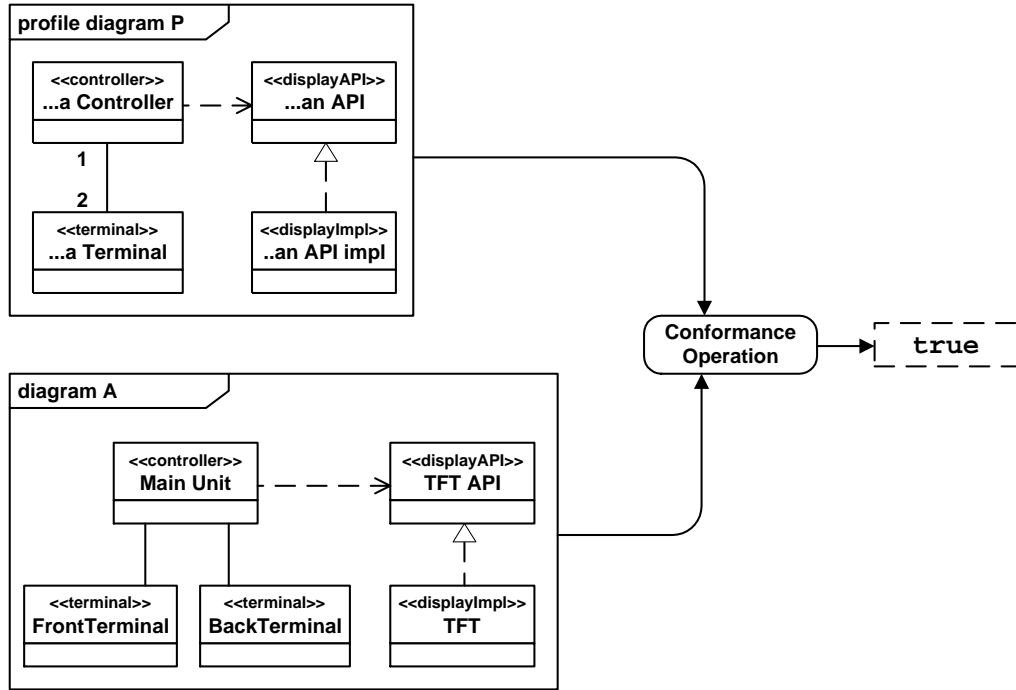 profile diagram P
<<controller>>
...a Controller
<<displayAPI>>
...an API
1
2
<<terminal>>
...a Terminal
<<displayImpl>>
..an API impl
Conformance
Operation
true
diagram A
<<controller>>
Main Unit
<<displayAPI>>
TFT API
<<terminal>>
FrontTerminal
<<terminal>>
BackTerminal
<<displayImpl>>
TFT